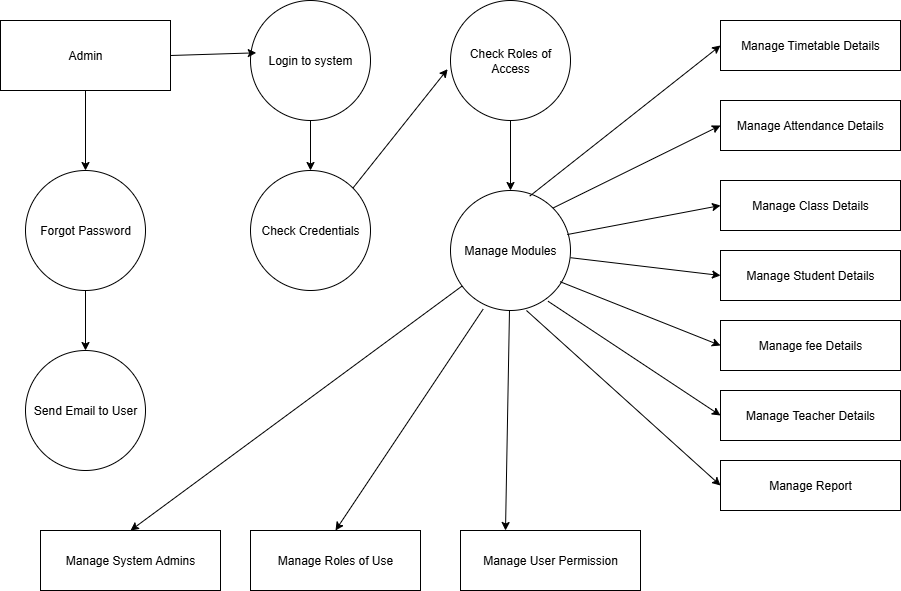 Admin
Login to system
Check Roles of
Access
Manage Timetable Details
Manage Attendance Details
Manage Class Details
Forgot Password
Check Credentials
Manage Modules
Manage Student Details
Manage fee Details
Send Email to User
Manage Teacher Details
Manage Report
Manage System Admins
Manage Roles of Use
Manage User Permission